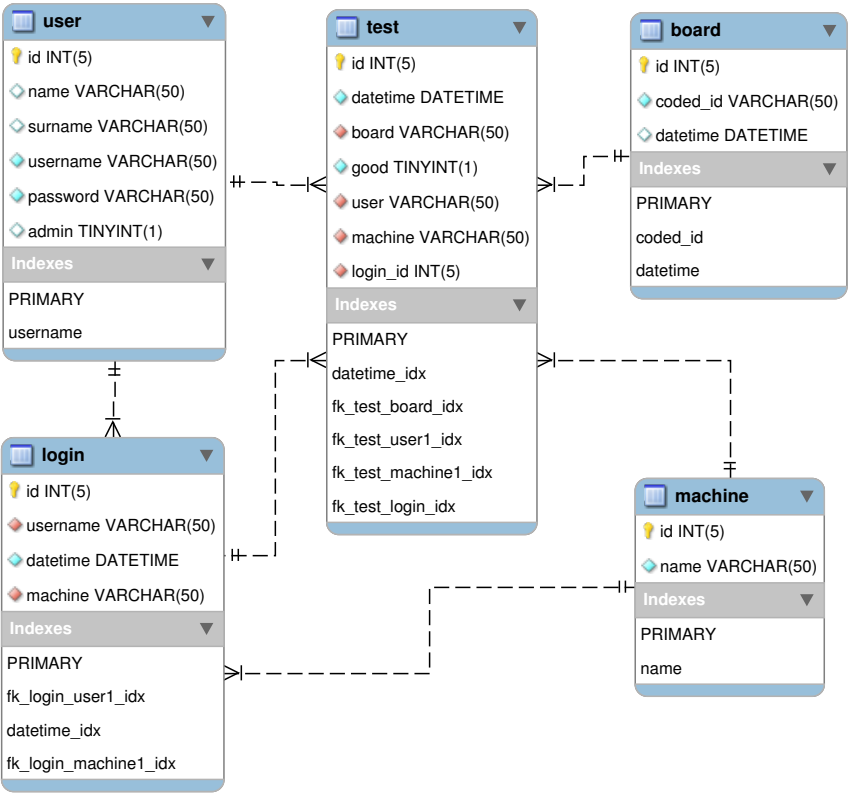 user
id INT(5)
name VARCHAR(50)
surname VARCHAR(50)
username VARCHAR(50)
password VARCHAR(50)
admin TINYINT(1)
Indexes
PRIMARY
username
test
id INT(5)
datetime DATETIME
board VARCHAR(50)
good TINYINT(1)
user VARCHAR(50)
machine VARCHAR(50)
login_id INT(5)
Indexes
PRIMARY
datetime_idx
fk_test_board_idx
fk_test_user1_idx
fk_test_machine1_idx
fk_test_login_idx
board
id INT(5)
coded_id VARCHAR(50)
datetime DATETIME
Indexes
PRIMARY
coded_id
datetime
login
id INT(5)
username VARCHAR(50)
datetime DATETIME
machine VARCHAR(50)
Indexes
PRIMARY
fk_login_user1_idx
datetime_idx
fk_login_machine1_idx
machine
id INT(5)
name VARCHAR(50)
Indexes
PRIMARY
name